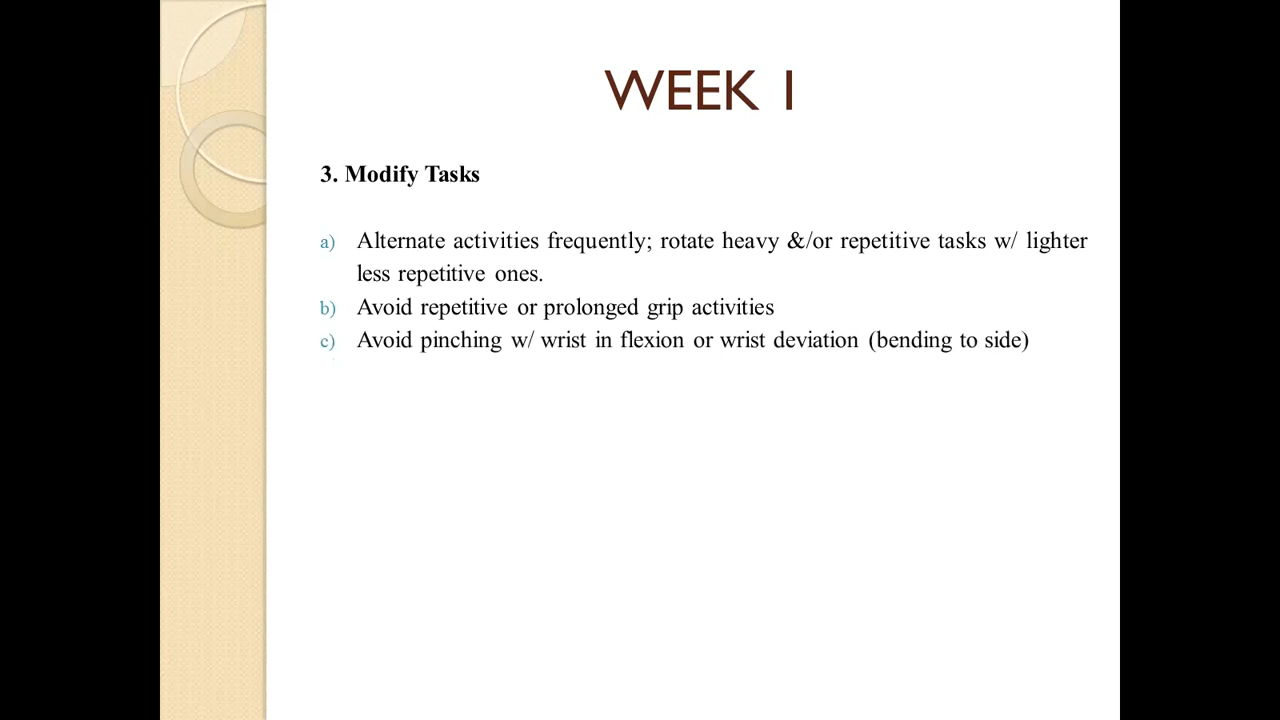 WEEK 1
3. Modify Tasks
a) Alternate activities frequently; rotate heavy &/or repetitive tasks w/ lighter
less repetitive ones.
b) Avoid repetitive or prolonged grip activities
c) Avoid pinching w/ wrist in flexion or wrist deviation (bending to side)